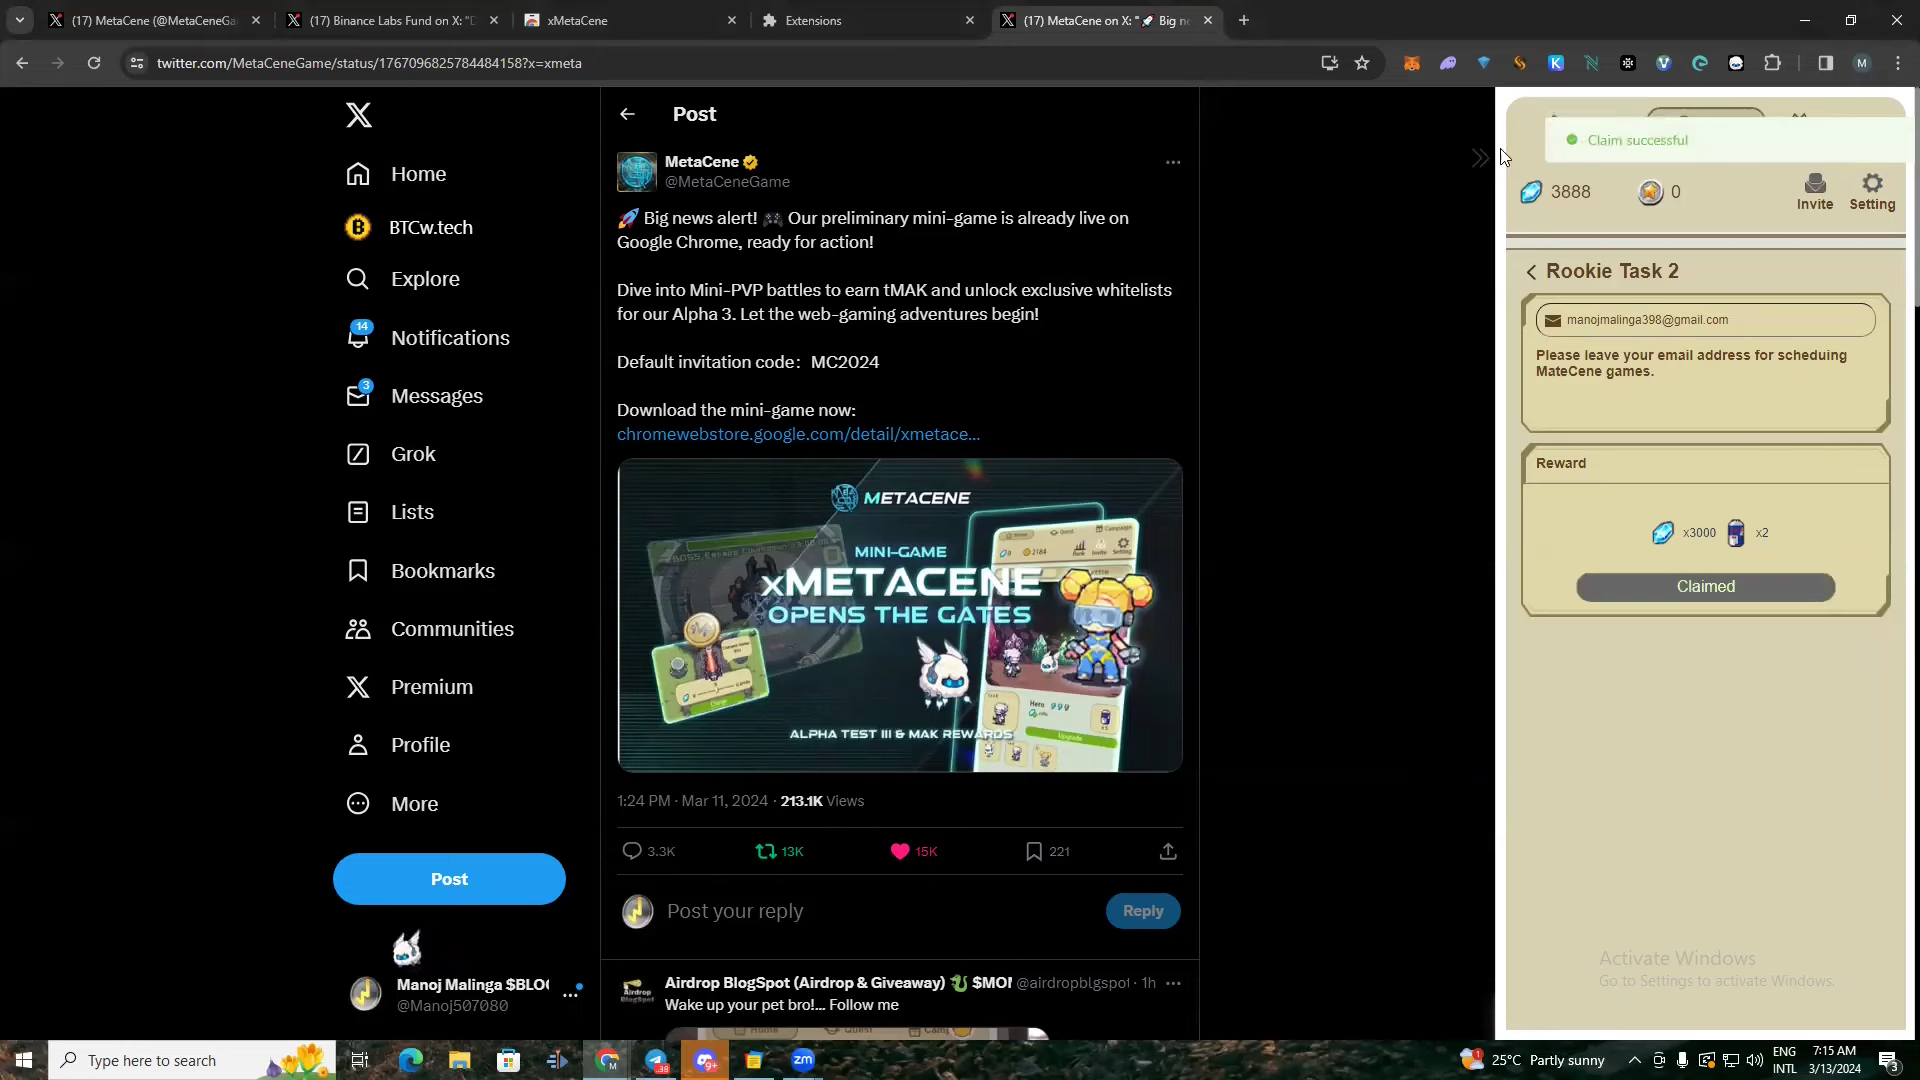 (17) MetaCene (@MetaCeneGa
(17) Binance Labs Fund on X: "D
xMetaCene
Extensions
(17) MetaCene on X: "🚀 Big ne
twitter.com/MetaCeneGame/status/1767096825784484158?x=xmeta
M
Home
BTCw.tech
Explore
14
Notifications
3
Messages
Grok
Lists
Bookmarks
Communities
Premium
Profile
More
Post
Manoj Malinga $BLO
@Manoj507080
Post
MetaCene
@MetaCeneGame
🚀 Big news alert! 🎮 Our preliminary mini-game is already live on
Google Chrome, ready for action!
Dive into Mini-PVP battles to earn tMAK and unlock exclusive whitelists
for our Alpha 3. Let the web-gaming adventures begin!
Default invitation code：MC2024
Download the mini-game now:
chromewebstore.google.com/detail/xmetace...
METACENE
MINI-GAME
xMETACENE
OPENS THE GATES
ALPHA TEST III & MAK REWARDS
2184
Hero
Upgrade
1:24 PM · Mar 11, 2024 · 213.1K Views
3.3K
13K
15K
221
Post your reply
Reply
Airdrop BlogSpot (Airdrop & Giveaway) 🐉 $MO
@airdropblgspot · 1h
Wake up your pet bro!... Follow me
Claim successful
3888
0
Invite
Setting
Rookie Task 2
manojmalinga398@gmail.com
Please leave your email address for scheduling
MateCene games.
Reward
x3000
x2
Claimed
Activate Windows
Go to Settings to activate Windows.
Type here to search
25°C Partly sunny
ENG
INTL
7:15 AM
3/13/2024
3